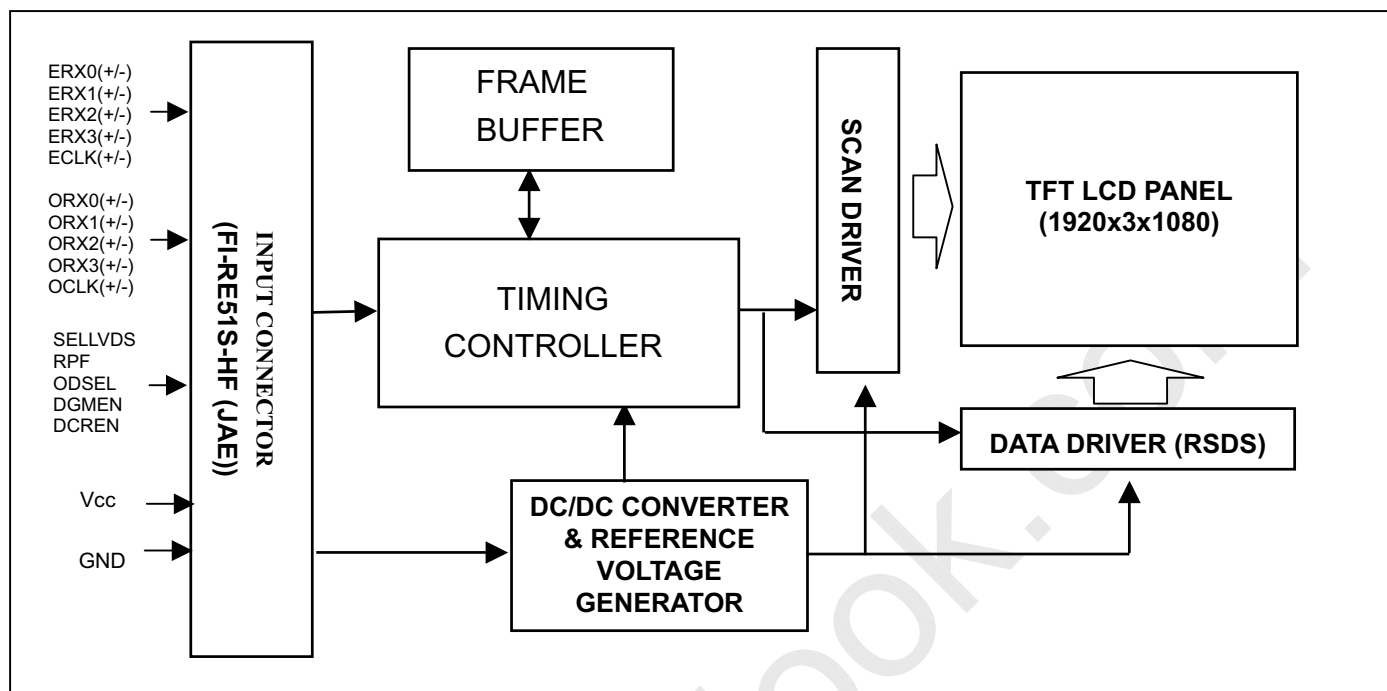 ERX0(+/-)
ERX1(+/-)
ERX2(+/-)
ERX3(+/-)
ECLK(+/-)
ORX0(+/-)
ORX1(+/-)
ORX2(+/-)
ORX3(+/-)
OCLK(+/-)
SELLVDS
RPF
ODSEL
DGMEN
DCREN
Vcc
GND
INPUT CONNECTOR
(FI-RE51S-HF (JAE))
FRAME
BUFFER
TIMING
CONTROLLER
DC/DC CONVERTER
& REFERENCE
VOLTAGE
GENERATOR
SCAN DRIVER
TFT LCD PANEL
(1920x3x1080)
DATA DRIVER (RSDS)